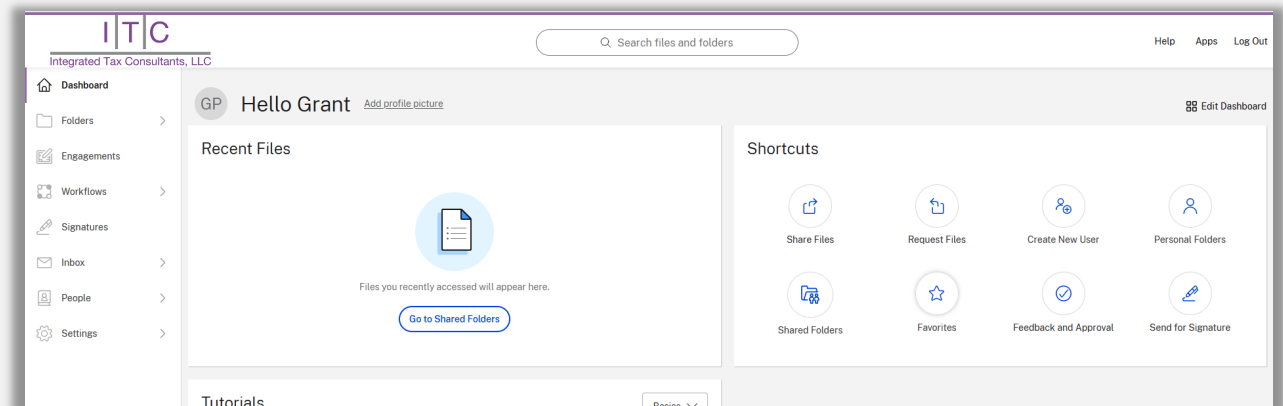 I|T|C
Integrated Tax Consultants, LLC
Search files and folders
Help Apps Log Out
Dashboard
Folders
Engagements
Workflows
Signatures
Inbox
People
Settings
GP Hello Grant Add profile picture
Edit Dashboard
Recent Files
Files you recently accessed will appear here.
Go to Shared Folders
Shortcuts
Share Files Request Files Create New User Personal Folders
Shared Folders Favorites Feedback and Approval Send for Signature
Tutorials
Basics